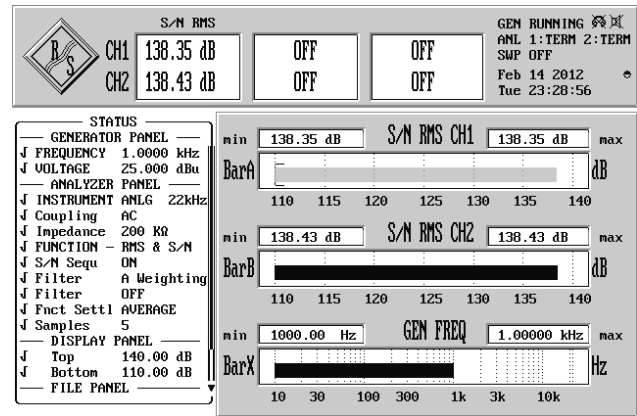 S/N RMS
R/S
CH1 138.35 dB OFF OFF
CH2 138.43 dB OFF OFF
GEN RUNNING
ANL 1:TERM 2:TERM
SWP OFF
Feb 14 2012
Tue 23:28:56
STATUS
GENERATOR PANEL
√ FREQUENCY 1.0000 kHz
√ VOLTAGE 25.000 dBu
ANALYZER PANEL
√ INSTRUMENT ANLG 22kHz
√ Coupling AC
√ Impedance 200 KΩ
√ FUNCTION - RMS & S/N
√ S/N Sequ ON
√ Filter A Weighting
√ Filter OFF
√ Fnct Settl AVERAGE
√ Samples 5
DISPLAY PANEL
√ Top 140.00 dB
√ Bottom 110.00 dB
FILE PANEL
min 138.35 dB S/N RMS CH1 138.35 dB max
BarA dB
110 115 120 125 130 135 140
min 138.43 dB S/N RMS CH2 138.43 dB max
BarB dB
110 115 120 125 130 135 140
min 1000.00 Hz GEN FREQ 1.00000 kHz max
BarX Hz
10 30 100 300 1k 3k 10k